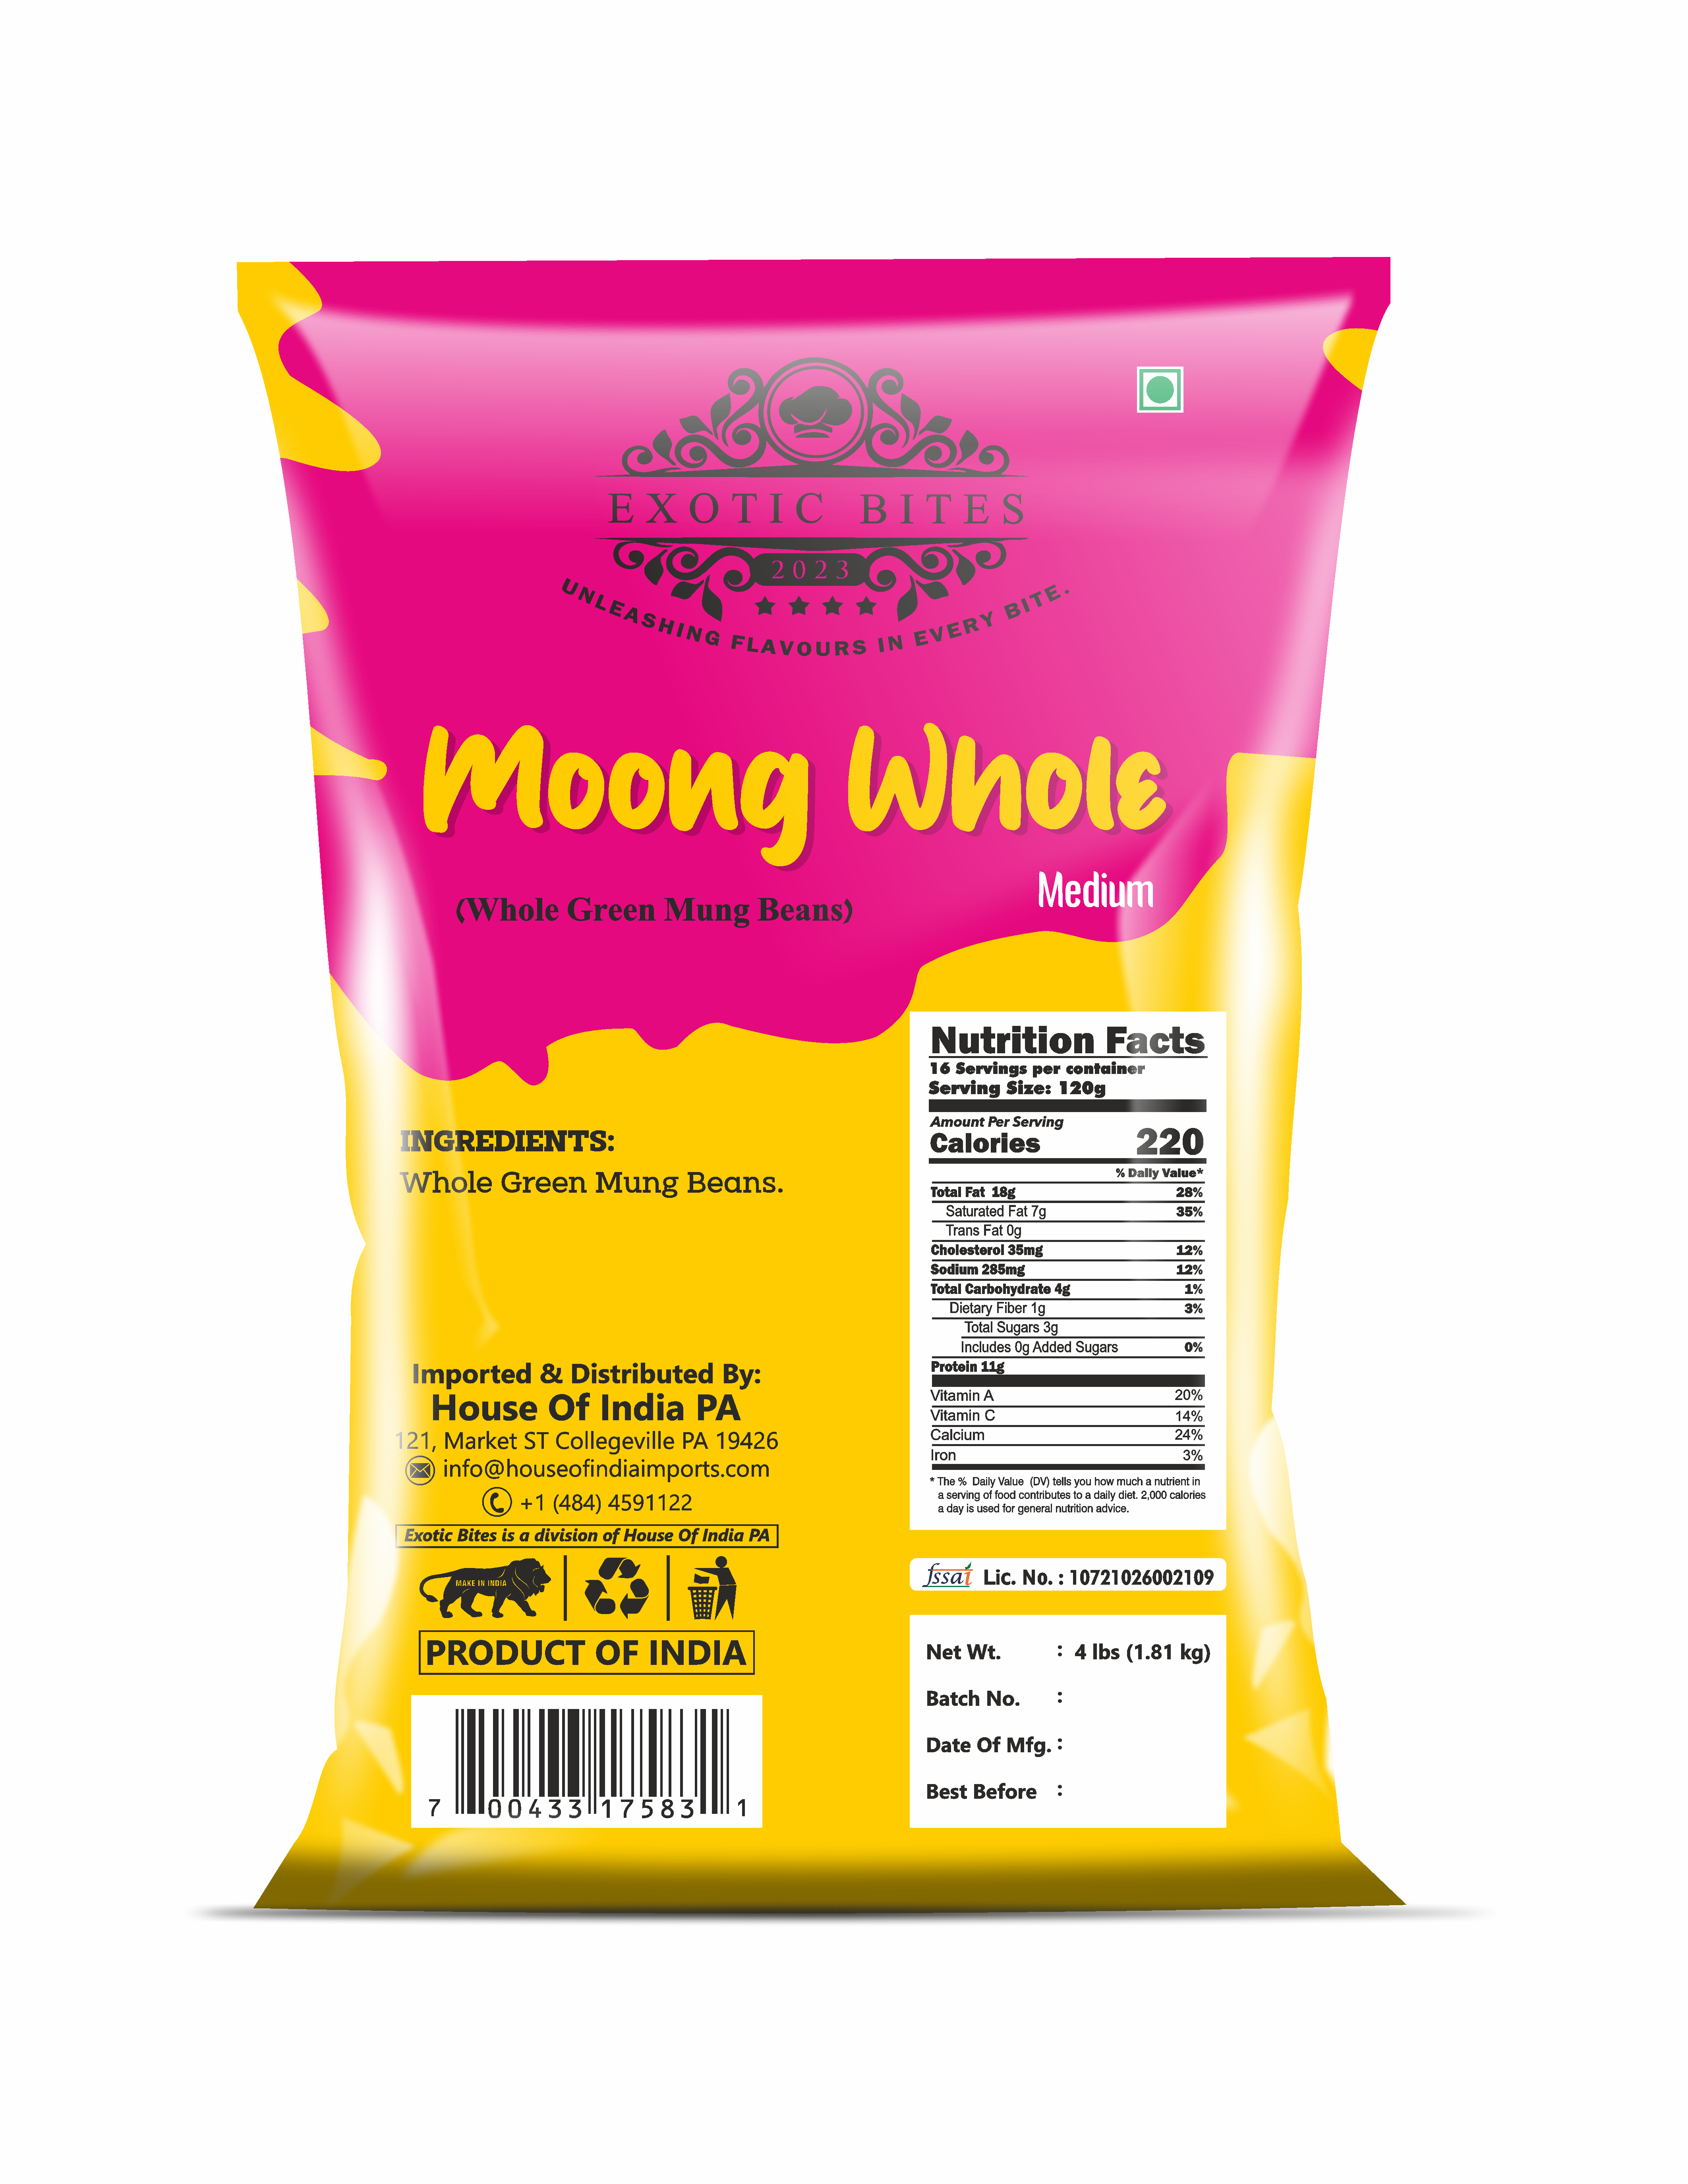 EXOTIC BITES
2023
UNLEASHING FLAVOURS IN EVERY BITE.
Moong Whole
Medium
(Whole Green Mung Beans)
INGREDIENTS:
Whole Green Mung Beans.
Imported & Distributed By:
House Of India PA
121, Market ST Collegeville PA 19426
info@houseofindiaimports.com
+1 (484) 4591122
Exotic Bites is a division of House Of India PA
MAKE IN INDIA
PRODUCT OF INDIA
7 00433 17583 1
Nutrition Facts
16 Servings per container
Serving Size: 120g
Amount Per Serving
Calories 220
% Daily Value*
Total Fat 18g 28%
Saturated Fat 7g 35%
Trans Fat 0g
Cholesterol 35mg 12%
Sodium 285mg 12%
Total Carbohydrate 4g 1%
Dietary Fiber 1g 3%
Total Sugars 3g
Includes 0g Added Sugars 0%
Protein 11g
Vitamin A 20%
Vitamin C 14%
Calcium 24%
Iron 3%
* The % Daily Value (DV) tells you how much a nutrient in
a serving of food contributes to a daily diet. 2,000 calories
a day is used for general nutrition advice.
fssai Lic. No. : 10721026002109
Net Wt. : 4 lbs (1.81 kg)
Batch No. :
Date Of Mfg. :
Best Before :